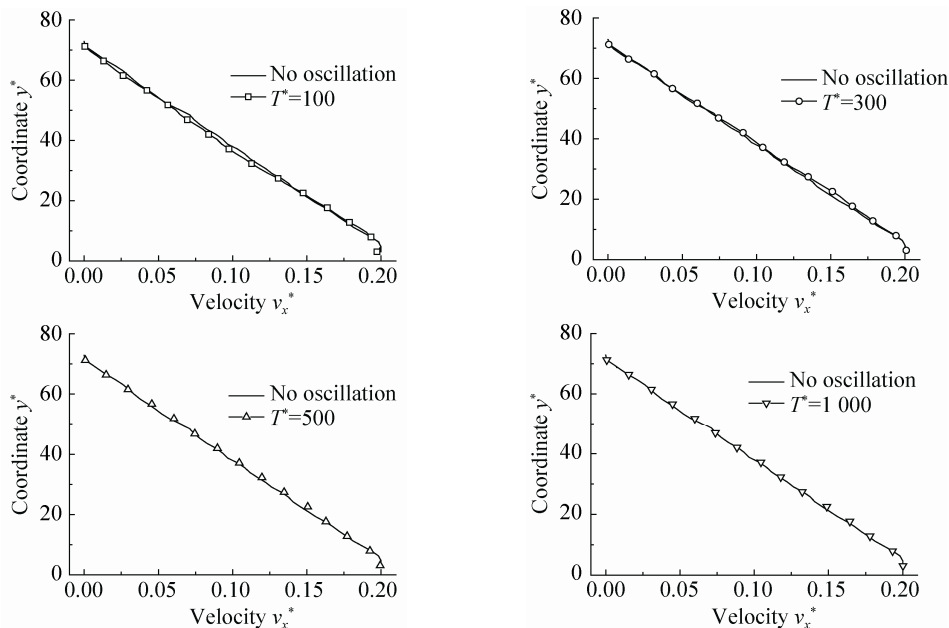 80
60
40
20
0
Coordinate y*
No oscillation
T*=100
0.00 0.05 0.10 0.15 0.20
Velocity vx*
80
60
40
20
0
Coordinate y*
No oscillation
T*=300
0.00 0.05 0.10 0.15 0.20
Velocity vx*
80
60
40
20
0
Coordinate y*
No oscillation
T*=500
0.00 0.05 0.10 0.15 0.20
Velocity vx*
80
60
40
20
0
Coordinate y*
No oscillation
T*=1 000
0.00 0.05 0.10 0.15 0.20
Velocity vx*